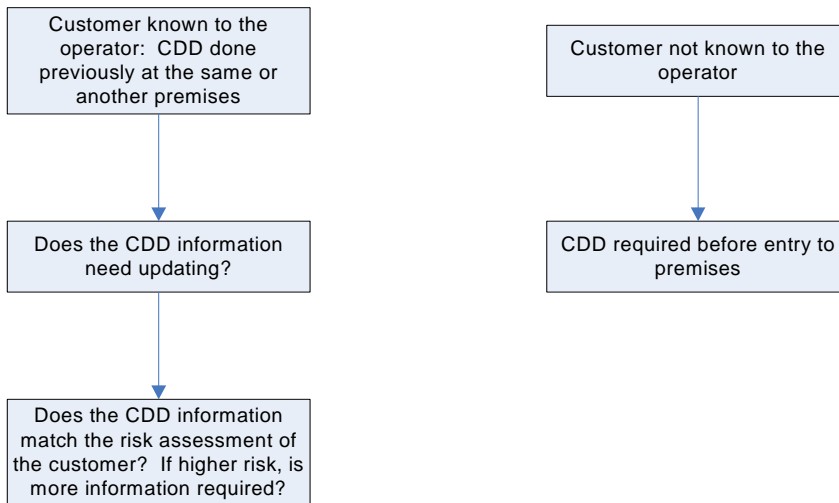 Customer known to the
operator:  CDD done
previously at the same or
another premises
Customer not known to the
operator
Does the CDD information
need updating?
CDD required before entry to
premises
Does the CDD information
match the risk assessment of
the customer?  If higher risk, is
more information required?